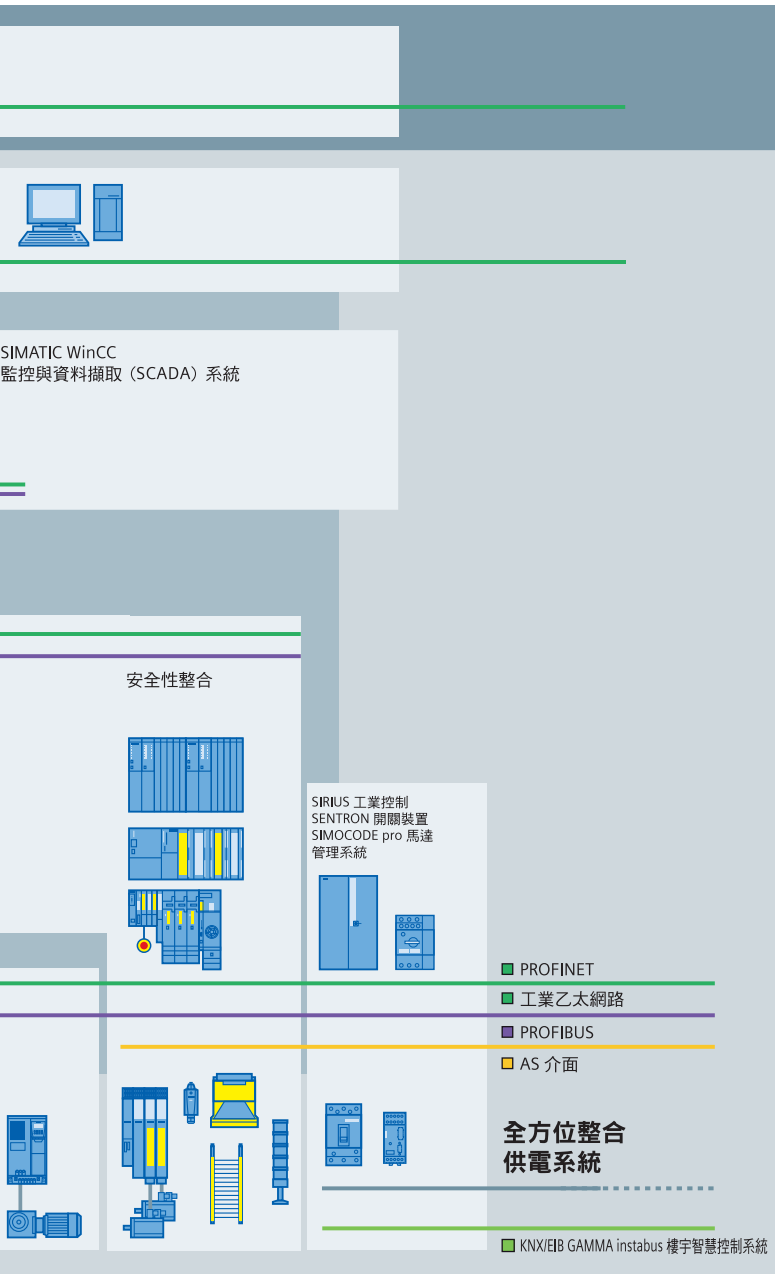 SIMATIC WinCC
監控與資料擷取（SCADA）系統
安全性整合
SIRIUS 工業控制
SENTRON 開關裝置
SIMOCODE pro 馬達
管理系統
PROFINET
工業乙太網路
PROFIBUS
AS 介面
全方位整合
供電系統
KNX/EIB GAMMA instabus 樓宇智慧控制系統